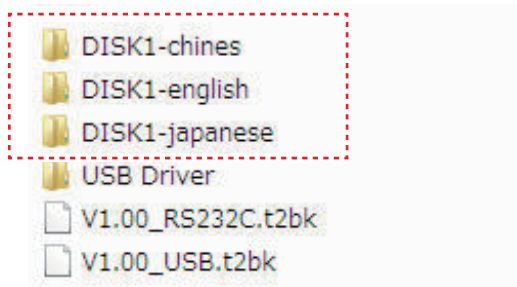 DISK1-chines
DISK1-english
DISK1-japanese
USB Driver
V1.00_RS232C.t2bk
V1.00_USB.t2bk